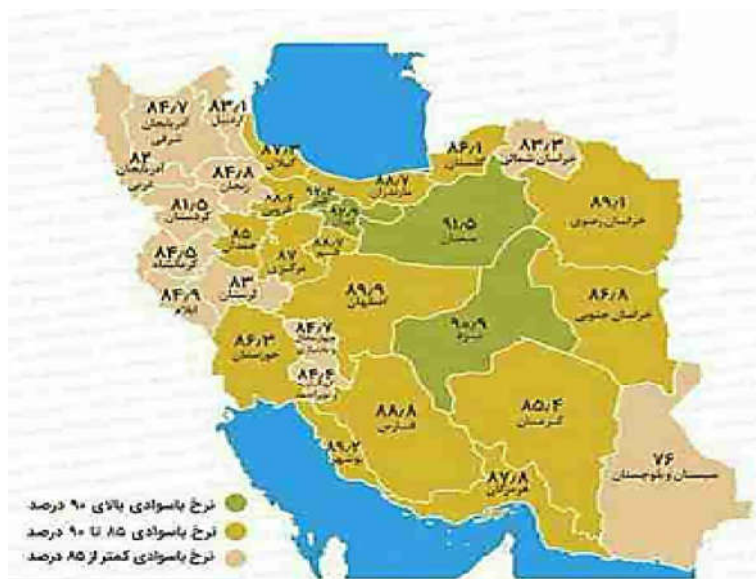 ۸۴٫۷
آذربایجان
شرقی
۸۳٫۱
اردبیل
۸۲
آذربایجان
غربی
۸۷٫۳
گیلان
۸۴٫۸
زنجان
۸۱٫۵
کردستان
قزوین
۸۸٫۷
مازندران
۸۶٫۱
گلستان
۸۳٫۳
خراسان شمالی
۸۹٫۱
خراسان رضوی
۹۱٫۵
سمنان
۸۵
همدان
۸۷
مرکزی
۸۸٫۷
قم
۸۴٫۵
کرمانشاه
۸۳
لرستان
۸۴٫۹
ایلام
۸۹٫۹
اصفهان
۹۰٫۹
یزد
۸۶٫۸
خراسان جنوبی
۸۶٫۳
خوزستان
۸۴٫۷
۸۴٫۴
۸۸٫۸
فارس
۸۵٫۴
کرمان
۷۶
سیستان و بلوچستان
۸۹٫۲
بوشهر
۸۷٫۸
هرمزگان
نرخ باسوادی بالای ۹۰ درصد
نرخ باسوادی ۸۵ تا ۹۰ درصد
نرخ باسوادی کمتر از ۸۵ درصد